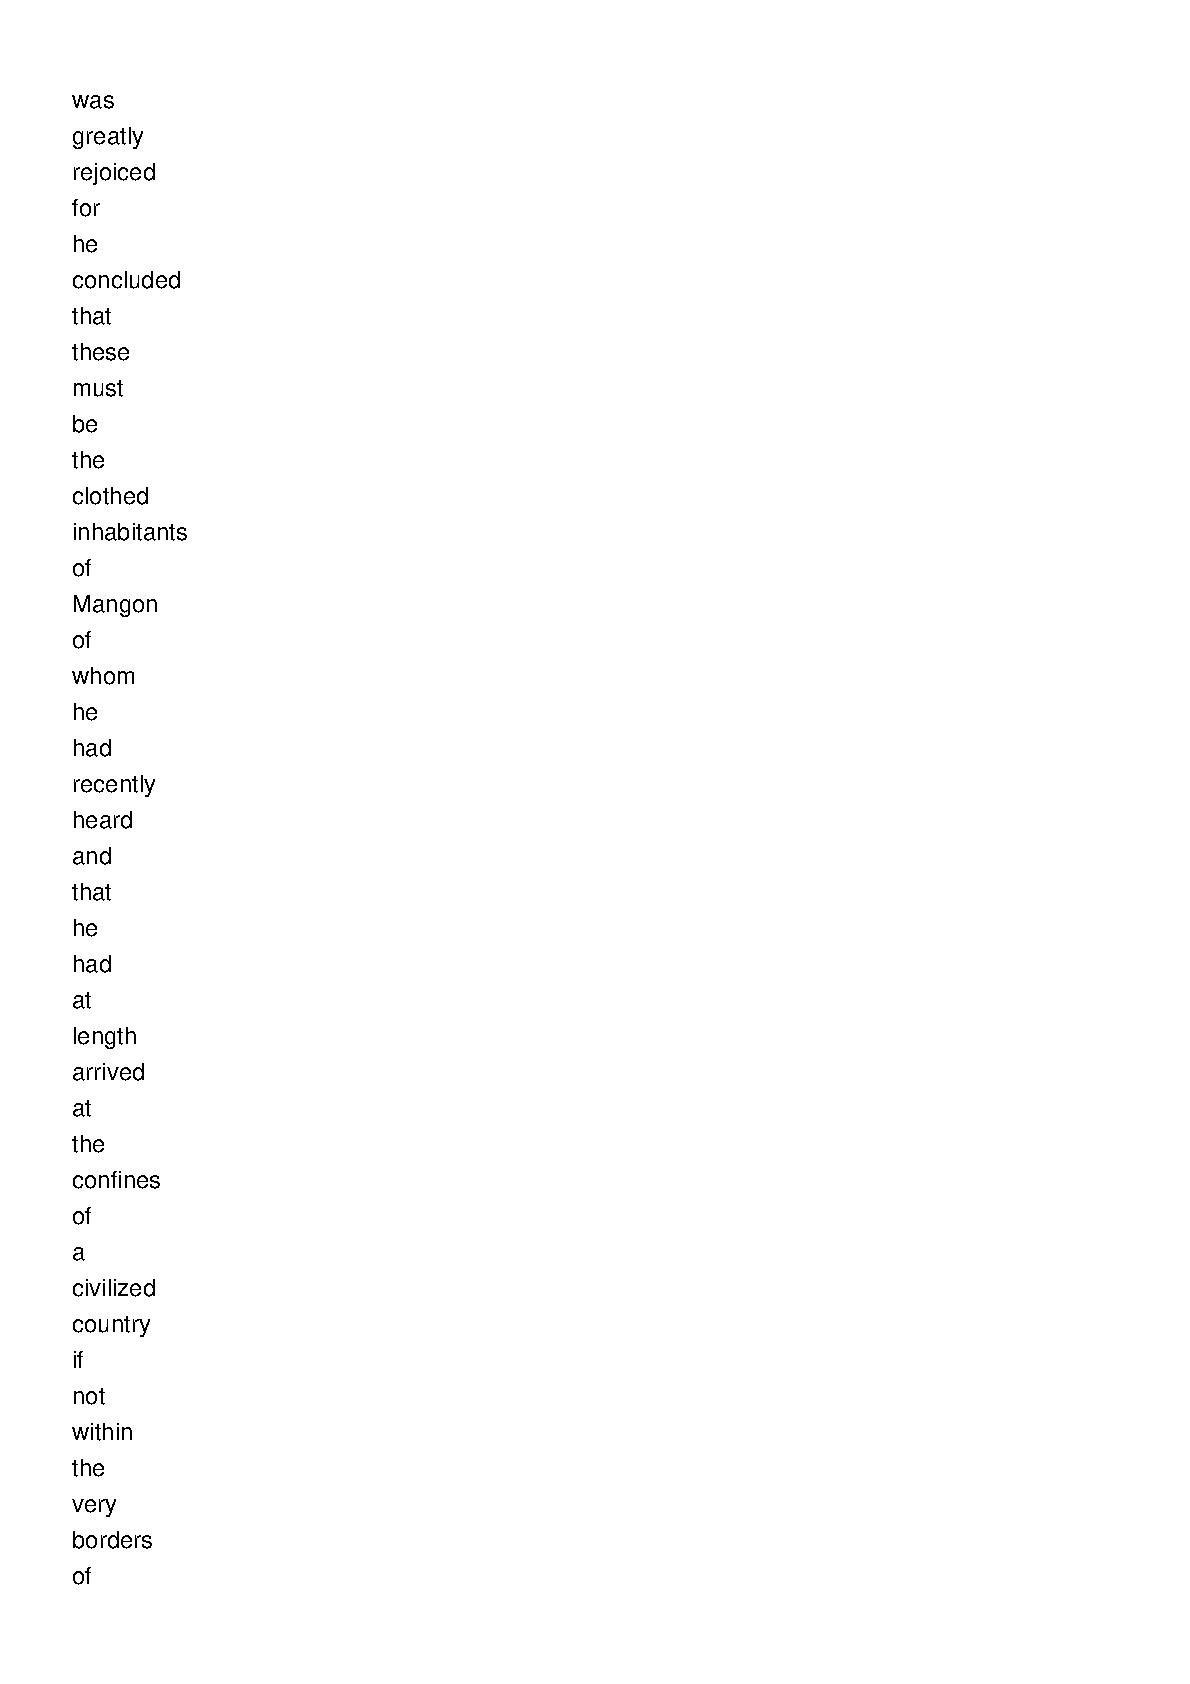 was
greatly
rejoiced
for
he
concluded
that
these
must
be
the
clothed
inhabitants
of
Mangon
of
whom
he
had
recently
heard
and
that
he
had
at
length
arrived
at
the
confines
of
a
civilized
country
if
not
within
the
very
borders
of